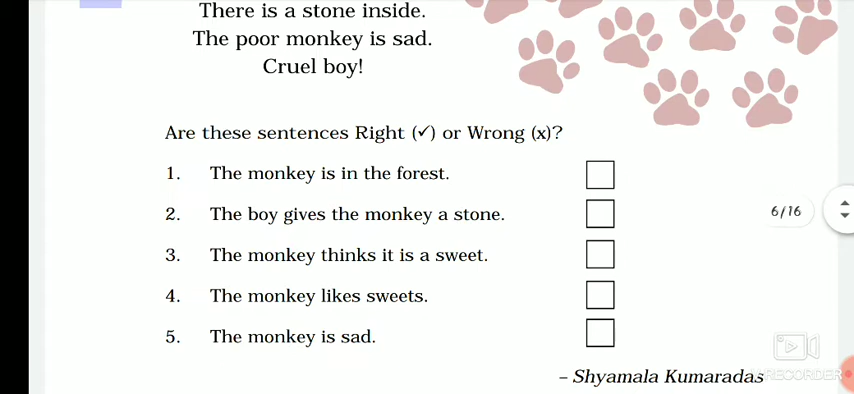 There is a stone inside.
The poor monkey is sad.
Cruel boy!
Are these sentences Right (✓) or Wrong (x)?
1. The monkey is in the forest.
2. The boy gives the monkey a stone.
6/16
3. The monkey thinks it is a sweet.
4. The monkey likes sweets.
5. The monkey is sad.
– Shyamala Kumaradas
RECORDER